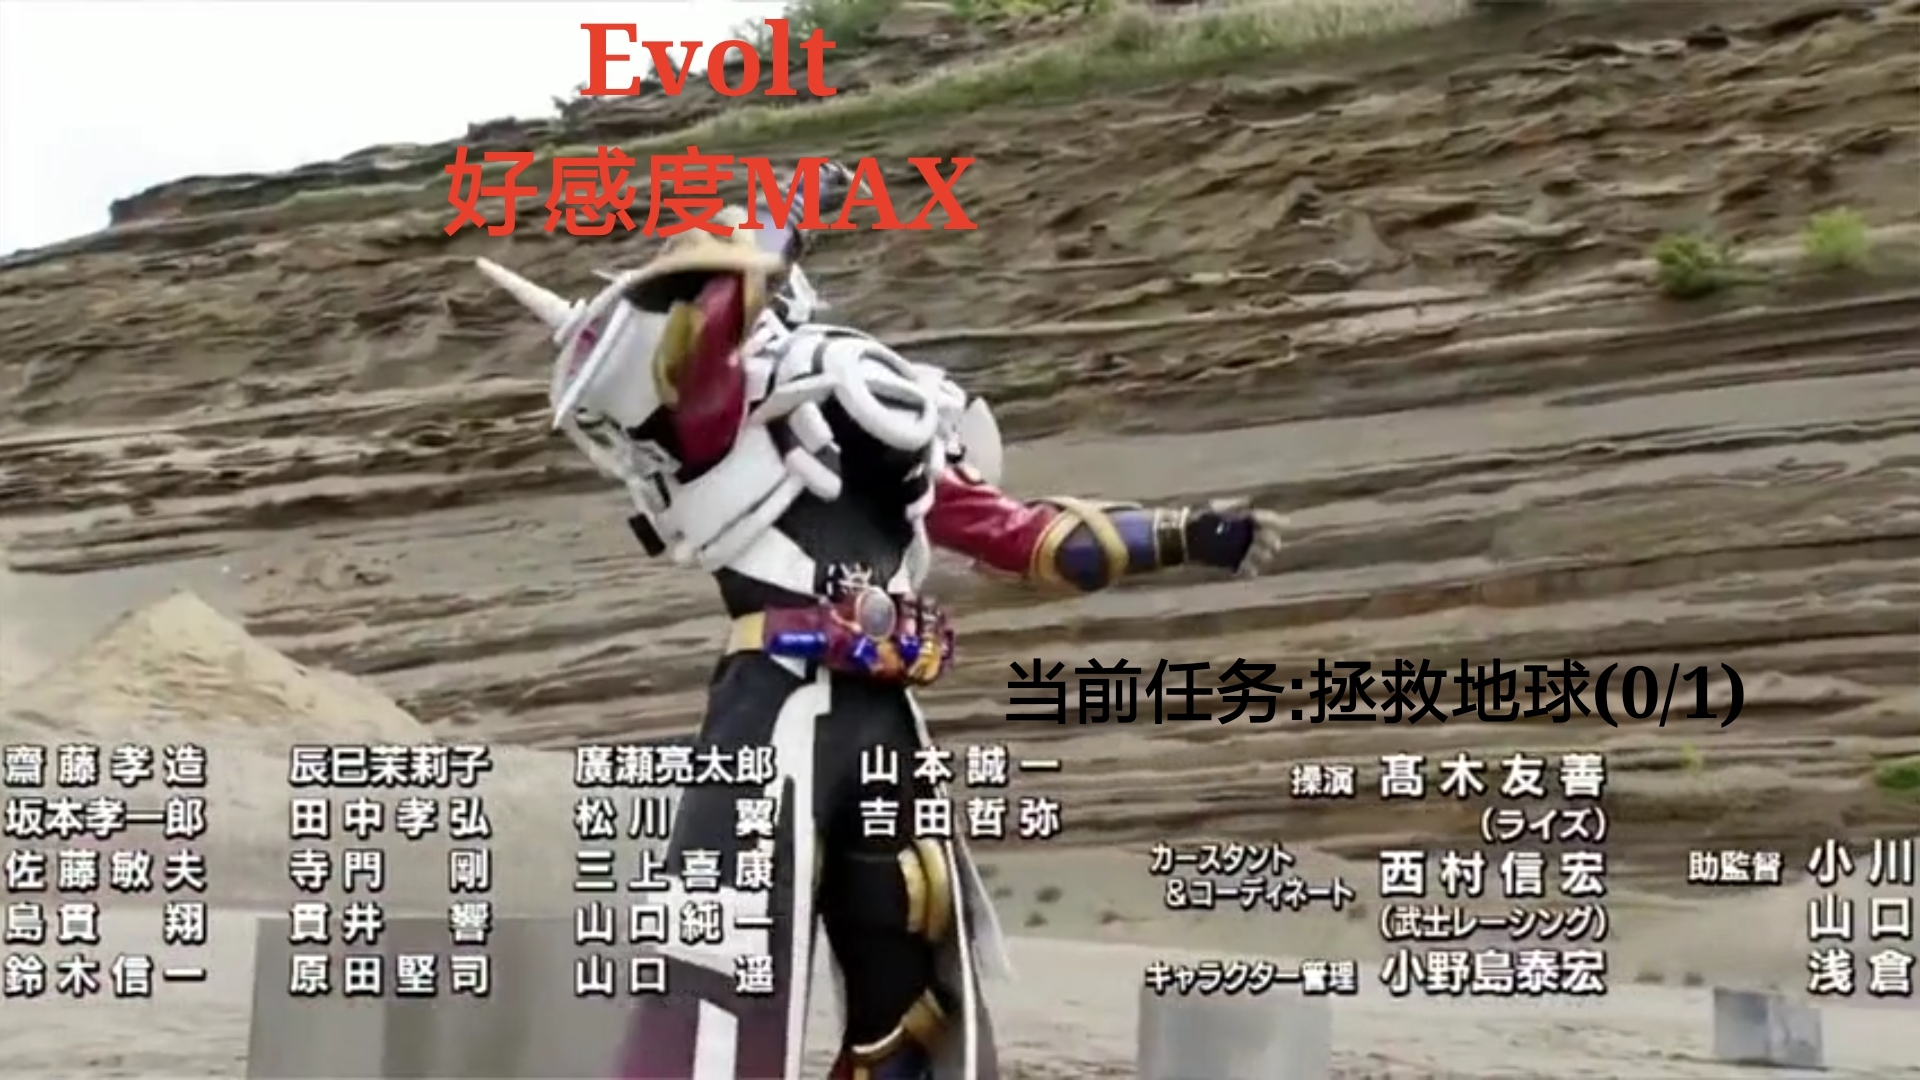 Evolt
好感度MAX
当前任务:拯救地球(0/1)
齋藤孝造 辰巳茉莉子 廣瀬亮太郎 山本誠一
坂本孝一郎 田中孝弘 松川翼 吉田哲弥
佐藤敏夫 寺門剛 三上喜康
島貫翔 貫井響 山口純一
鈴木信一 原田堅司 山口遥
操演 髙木友善
(ライズ)
カースタント
&コーディネート 西村信宏
(武士レーシング)
キャラクター管理 小野島泰宏
助監督 小川
山口
浅倉